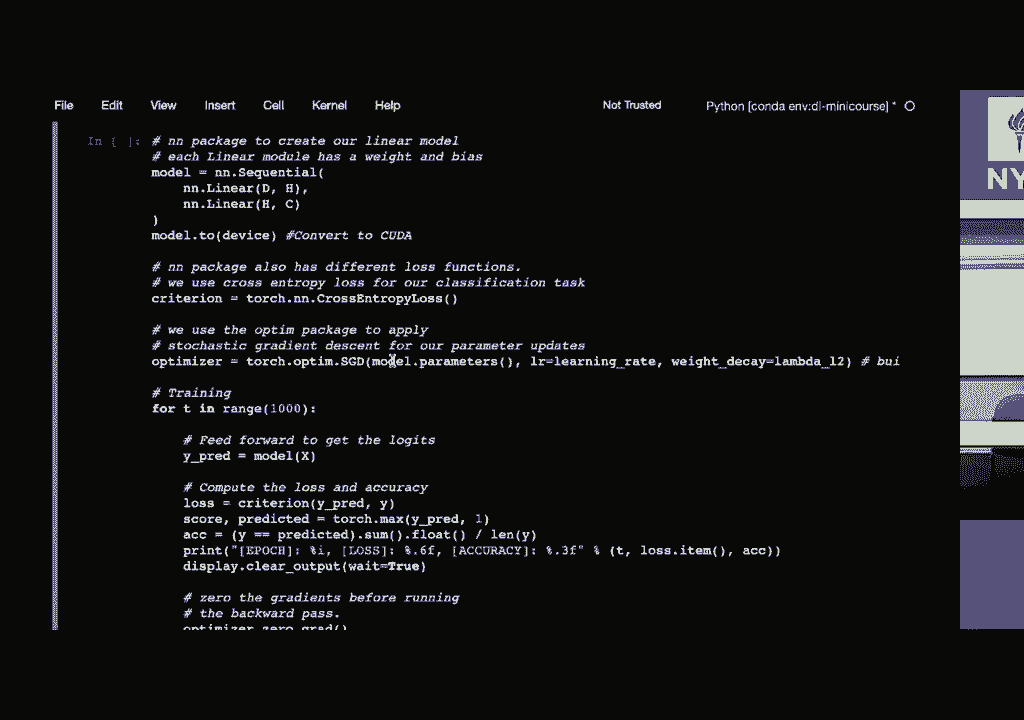 File Edit View Insert Cell Kernel Help Not Trusted Python [conda env:dl-minicourse] *
In [ ]: # nn package to create our linear model
# each Linear module has a weight and bias
model = nn.Sequential(
nn.Linear(D, H),
nn.Linear(H, C)
)
model.to(device) #Convert to CUDA
# nn package also has different loss functions.
# we use cross entropy loss for our classification task
criterion = torch.nn.CrossEntropyLoss()
# we use the optim package to apply
# stochastic gradient descent for our parameter updates
optimizer = torch.optim.SGD(model.parameters(), lr=learning_rate, weight_decay=lambda_l2) # bui
# Training
for t in range(1000):
# Feed forward to get the logits
y_pred = model(X)
# Compute the loss and accuracy
loss = criterion(y_pred, y)
score, predicted = torch.max(y_pred, 1)
acc = (y == predicted).sum().float() / len(y)
print("[EPOCH]: %i, [LOSS]: %.6f, [ACCURACY]: %.3f" % (t, loss.item(), acc))
display.clear_output(wait=True)
# zero the gradients before running
# the backward pass.
optimizer.zero_grad()
NY